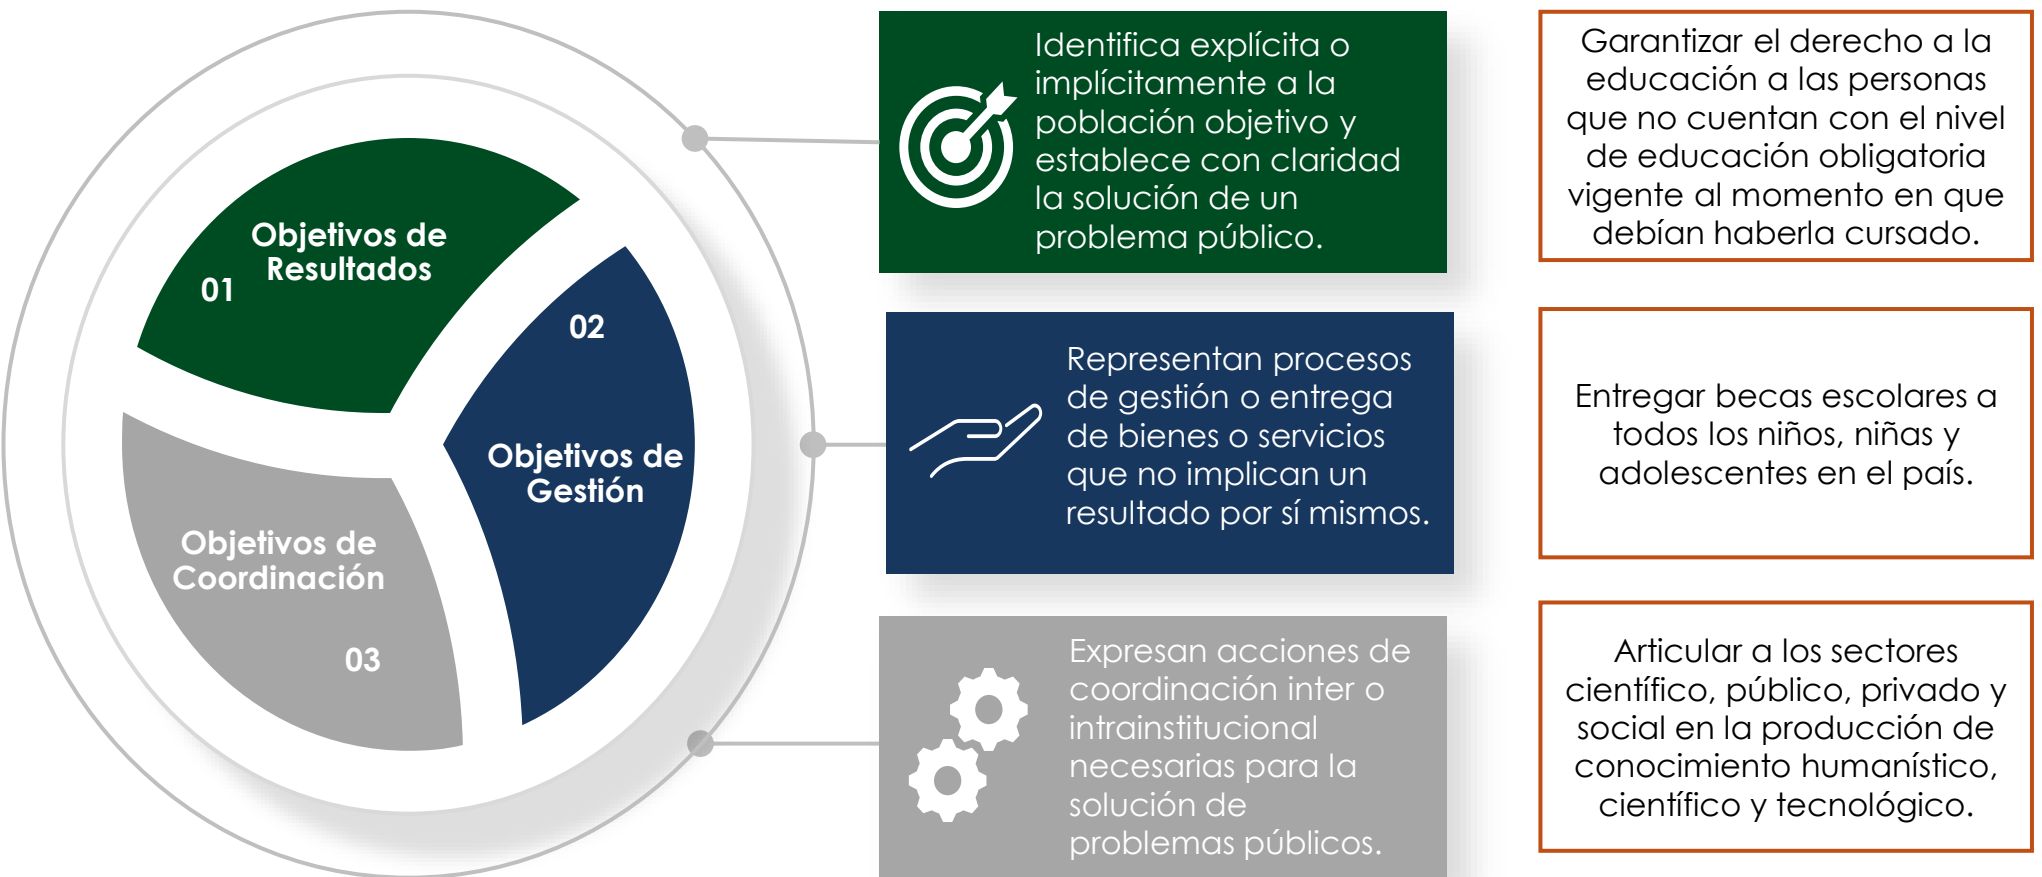 Objetivos de
Resultados
01
02
Objetivos de
Gestión
Objetivos de
Coordinación
03
Identifica explícita o
implícitamente a la
población objetivo y
establece con claridad
la solución de un
problema público.
Garantizar el derecho a la
educación a las personas
que no cuentan con el nivel
de educación obligatoria
vigente al momento en que
debían haberla cursado.
Representan procesos
de gestión o entrega
de bienes o servicios
que no implican un
resultado por sí mismos.
Entregar becas escolares a
todos los niños, niñas y
adolescentes en el país.
Expresan acciones de
coordinación inter o
intrainstitucional
necesarias para la
solución de
problemas públicos.
Articular a los sectores
científico, público, privado y
social en la producción de
conocimiento humanístico,
científico y tecnológico.